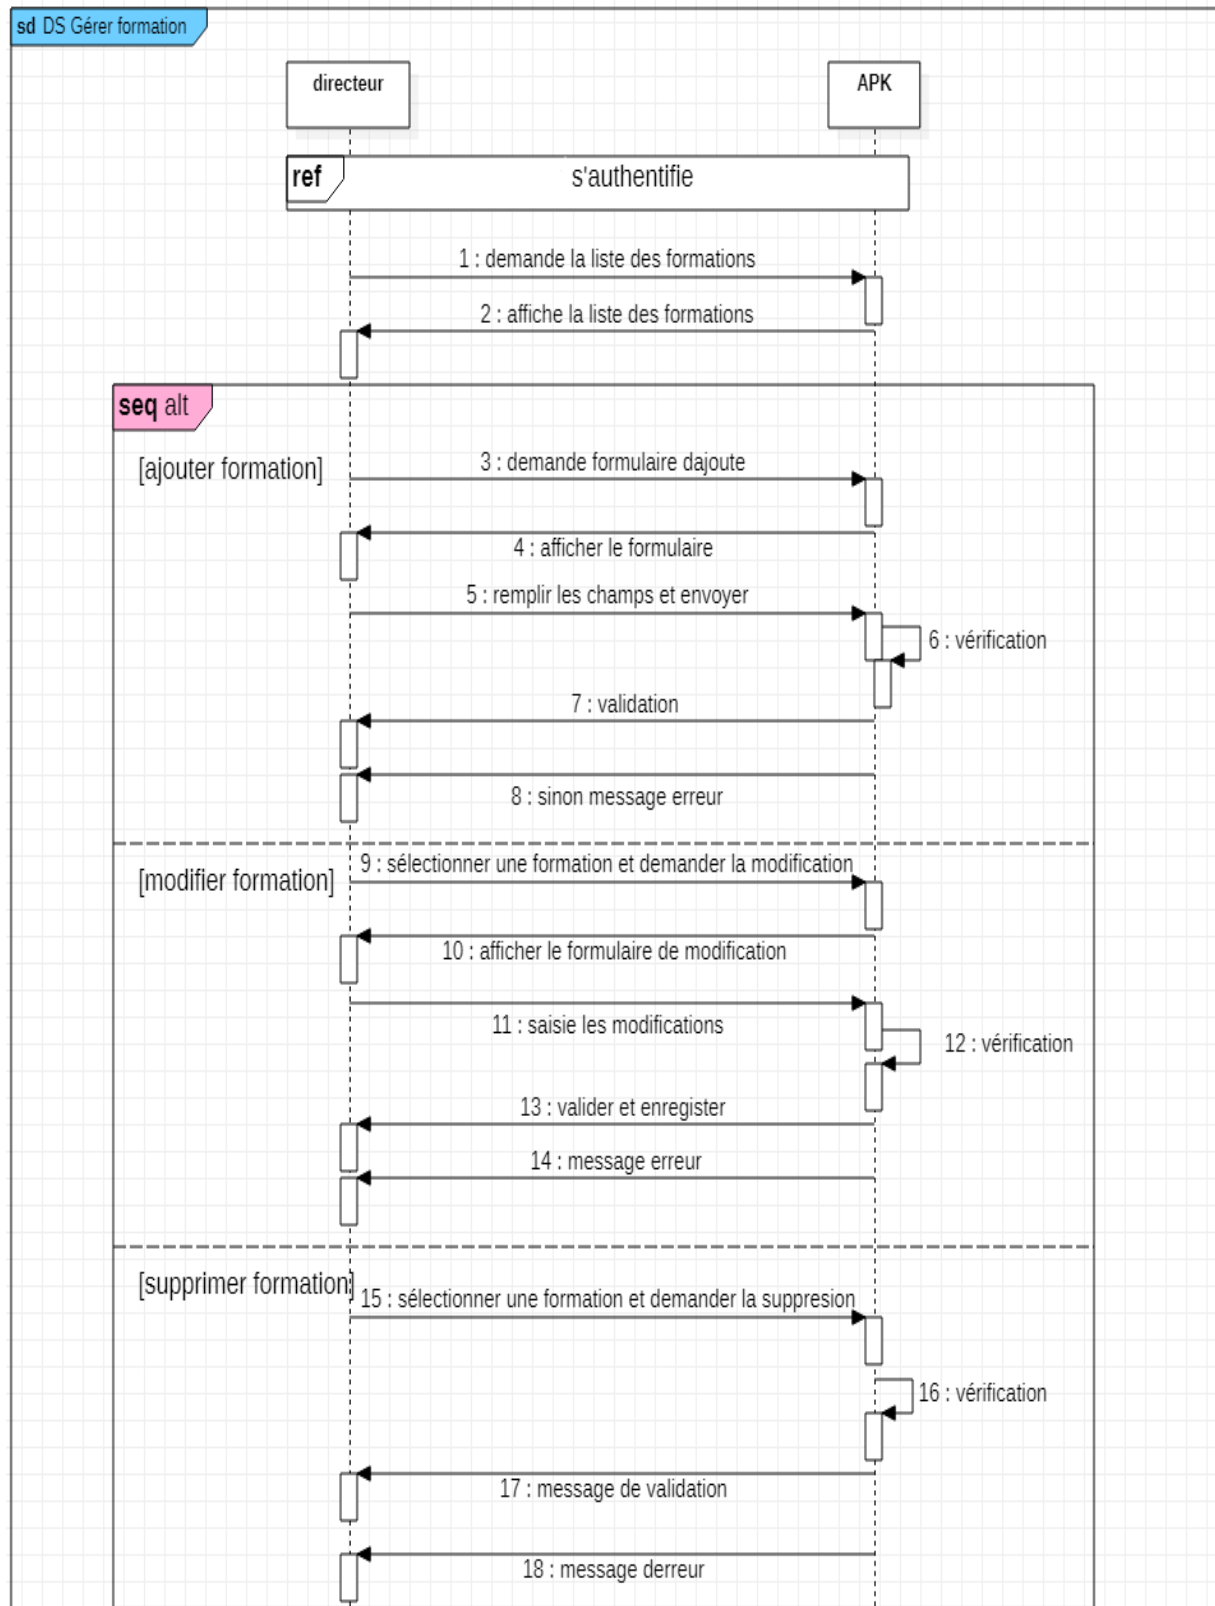 sd DS Gérer formation
directeur
APK
ref
s'authentifie
1 : demande la liste des formations
2 : affiche la liste des formations
seq alt
[ajouter formation]
3 : demande formulaire dajoute
4 : afficher le formulaire
5 : remplir les champs et envoyer
6 : vérification
7 : validation
8 : sinon message erreur
[modifier formation]
9 : sélectionner une formation et demander la modification
10 : afficher le formulaire de modification
11 : saisie les modifications
12 : vérification
13 : valider et enregister
14 : message erreur
[supprimer formation]
15 : sélectionner une formation et demander la suppresion
16 : vérification
17 : message de validation
18 : message derreur